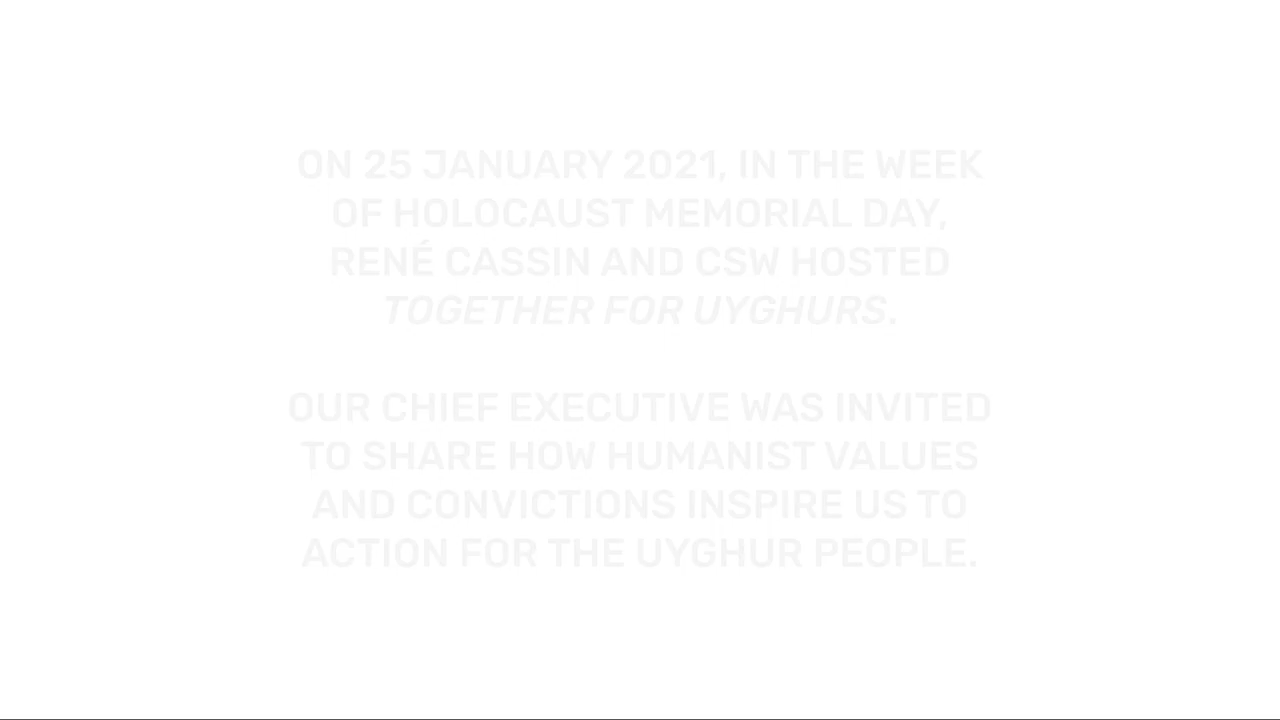 ON 25 JANUARY 2021, IN THE WEEK
OF HOLOCAUST MEMORIAL DAY,
RENÉ CASSIN AND CSW HOSTED
TOGETHER FOR UYGHURS.
OUR CHIEF EXECUTIVE WAS INVITED
TO SHARE HOW HUMANIST VALUES
AND CONVICTIONS INSPIRE US TO
ACTION FOR THE UYGHUR PEOPLE.